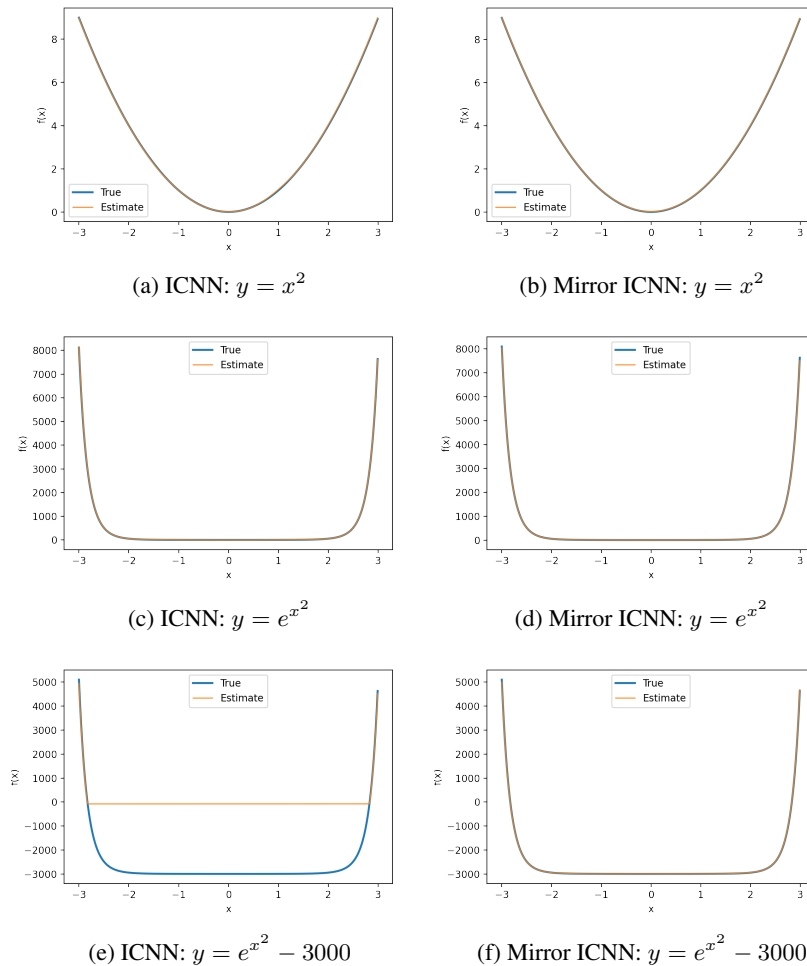 8
6
4
2
0
f(x)
True
Estimate
−3 −2 −1 0 1 2 3
x
(a) ICNN: y = x²
8
6
4
2
0
f(x)
True
Estimate
−3 −2 −1 0 1 2 3
x
(b) Mirror ICNN: y = x²
8000
7000
6000
5000
4000
3000
2000
1000
0
f(x)
True
Estimate
−3 −2 −1 0 1 2 3
x
(c) ICNN: y = e^{x²}
8000
7000
6000
5000
4000
3000
2000
1000
0
f(x)
True
Estimate
−3 −2 −1 0 1 2 3
x
(d) Mirror ICNN: y = e^{x²}
5000
4000
3000
2000
1000
0
−1000
−2000
−3000
f(x)
True
Estimate
−3 −2 −1 0 1 2 3
x
(e) ICNN: y = e^{x²} − 3000
5000
4000
3000
2000
1000
0
−1000
−2000
−3000
f(x)
True
Estimate
−3 −2 −1 0 1 2 3
x
(f) Mirror ICNN: y = e^{x²} − 3000